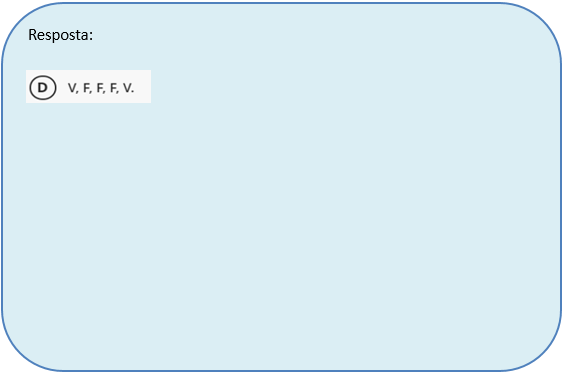 Resposta:
D V, F, F, F, V.